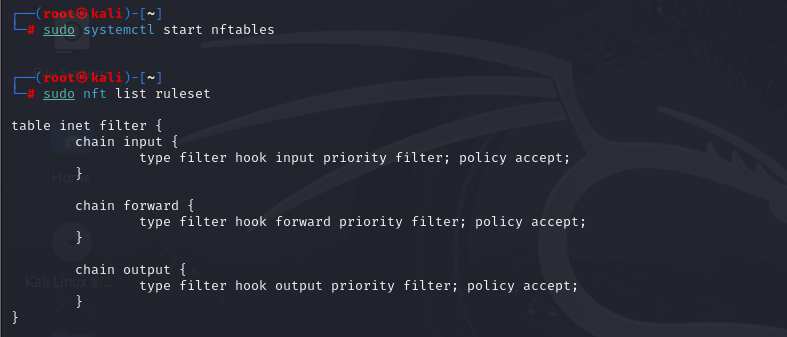 ┌──(root㉿kali)-[~]
└─# sudo systemctl start nftables
┌──(root㉿kali)-[~]
└─# sudo nft list ruleset
table inet filter {
        chain input {
                type filter hook input priority filter; policy accept;
        }
        chain forward {
                type filter hook forward priority filter; policy accept;
        }
        chain output {
                type filter hook output priority filter; policy accept;
        }
}
Home
Kali Linux a...